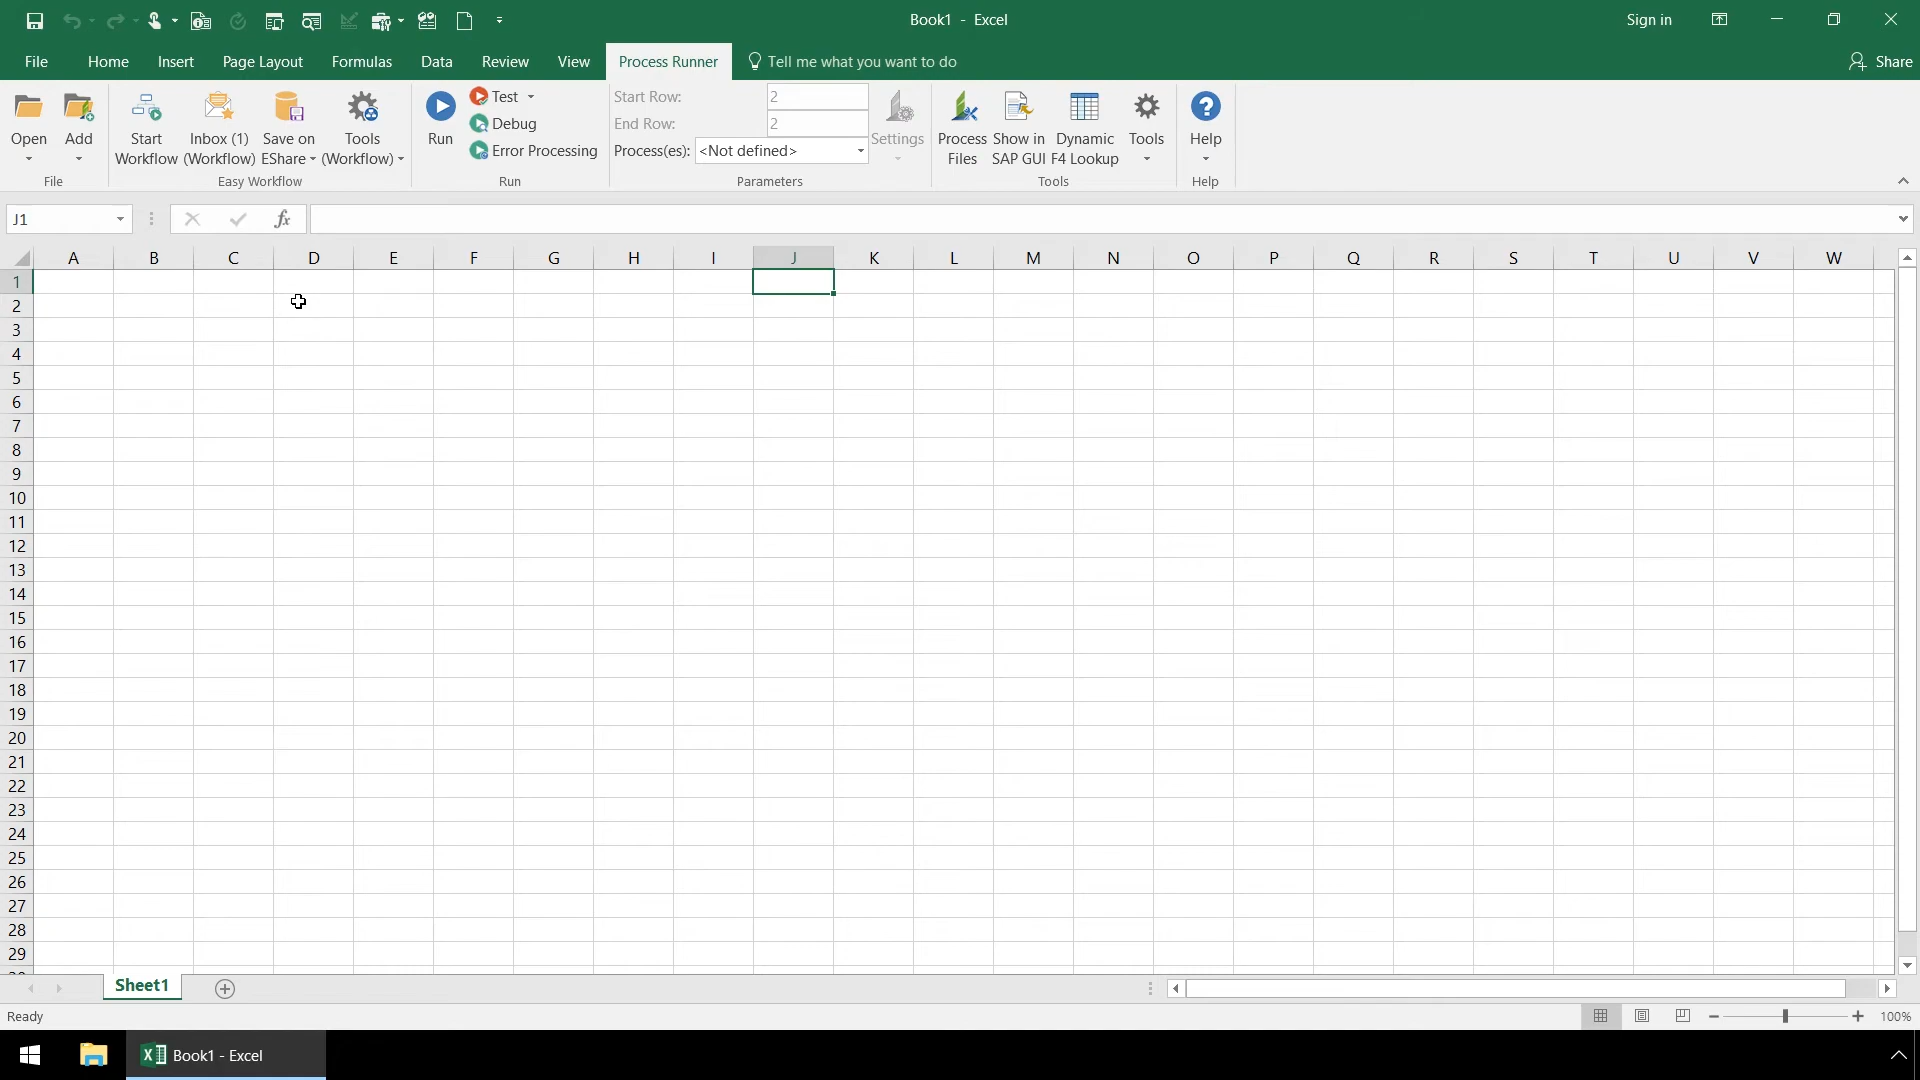 Book1 - Excel
Sign in
File Home Insert Page Layout Formulas Data Review View Process Runner Tell me what you want to do Share
Open
Add
Start
Workflow
Inbox (1)
(Workflow)
Save on
EShare
Tools
(Workflow)
Run
Test
Debug
Error Processing
Start Row: 2
End Row: 2
Process(es): <Not defined>
Settings
Process
Files
Show in
SAP GUI
Dynamic
F4 Lookup
Tools
Help
File
Easy Workflow
Run
Parameters
Tools
Help
J1
fx
A B C D E F G H I J K L M N O P Q R S T U V W
1
2
3
4
5
6
7
8
9
10
11
12
13
14
15
16
17
18
19
20
21
22
23
24
25
26
27
28
29
Sheet1
Ready
100%
Book1 - Excel